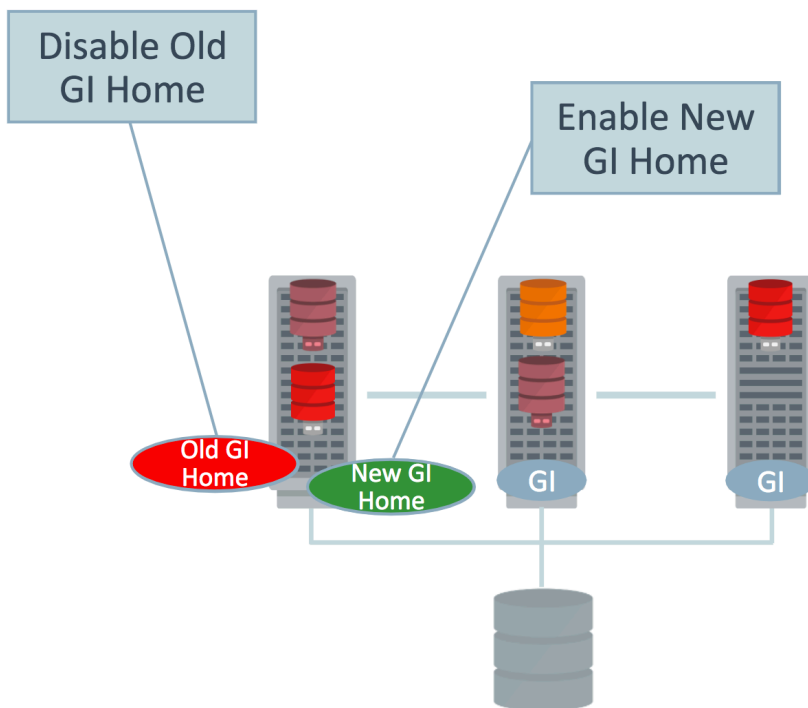 Disable Old
GI Home
Enable New
GI Home
Old GI
Home
New GI
Home
GI
GI